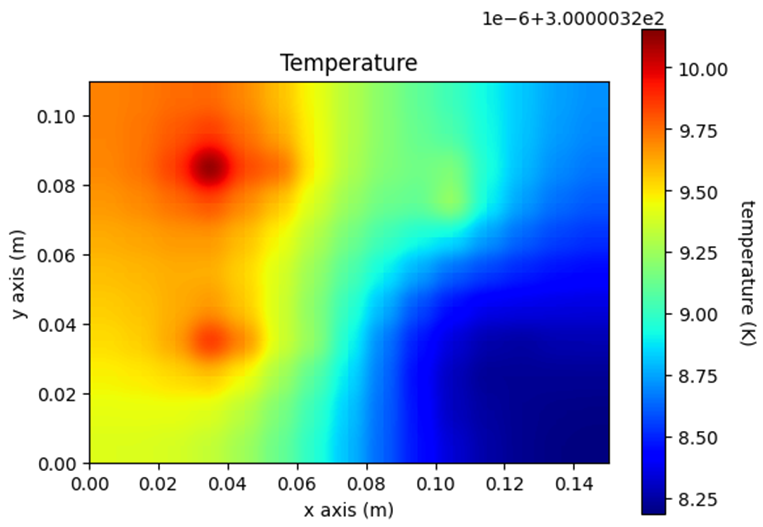 1e−6+3.0000032e2
Temperature
0.10
0.08
0.06
0.04
0.02
0.00
y axis (m)
0.00 0.02 0.04 0.06 0.08 0.10 0.12 0.14
x axis (m)
10.00
9.75
9.50
9.25
9.00
8.75
8.50
8.25
temperature (K)